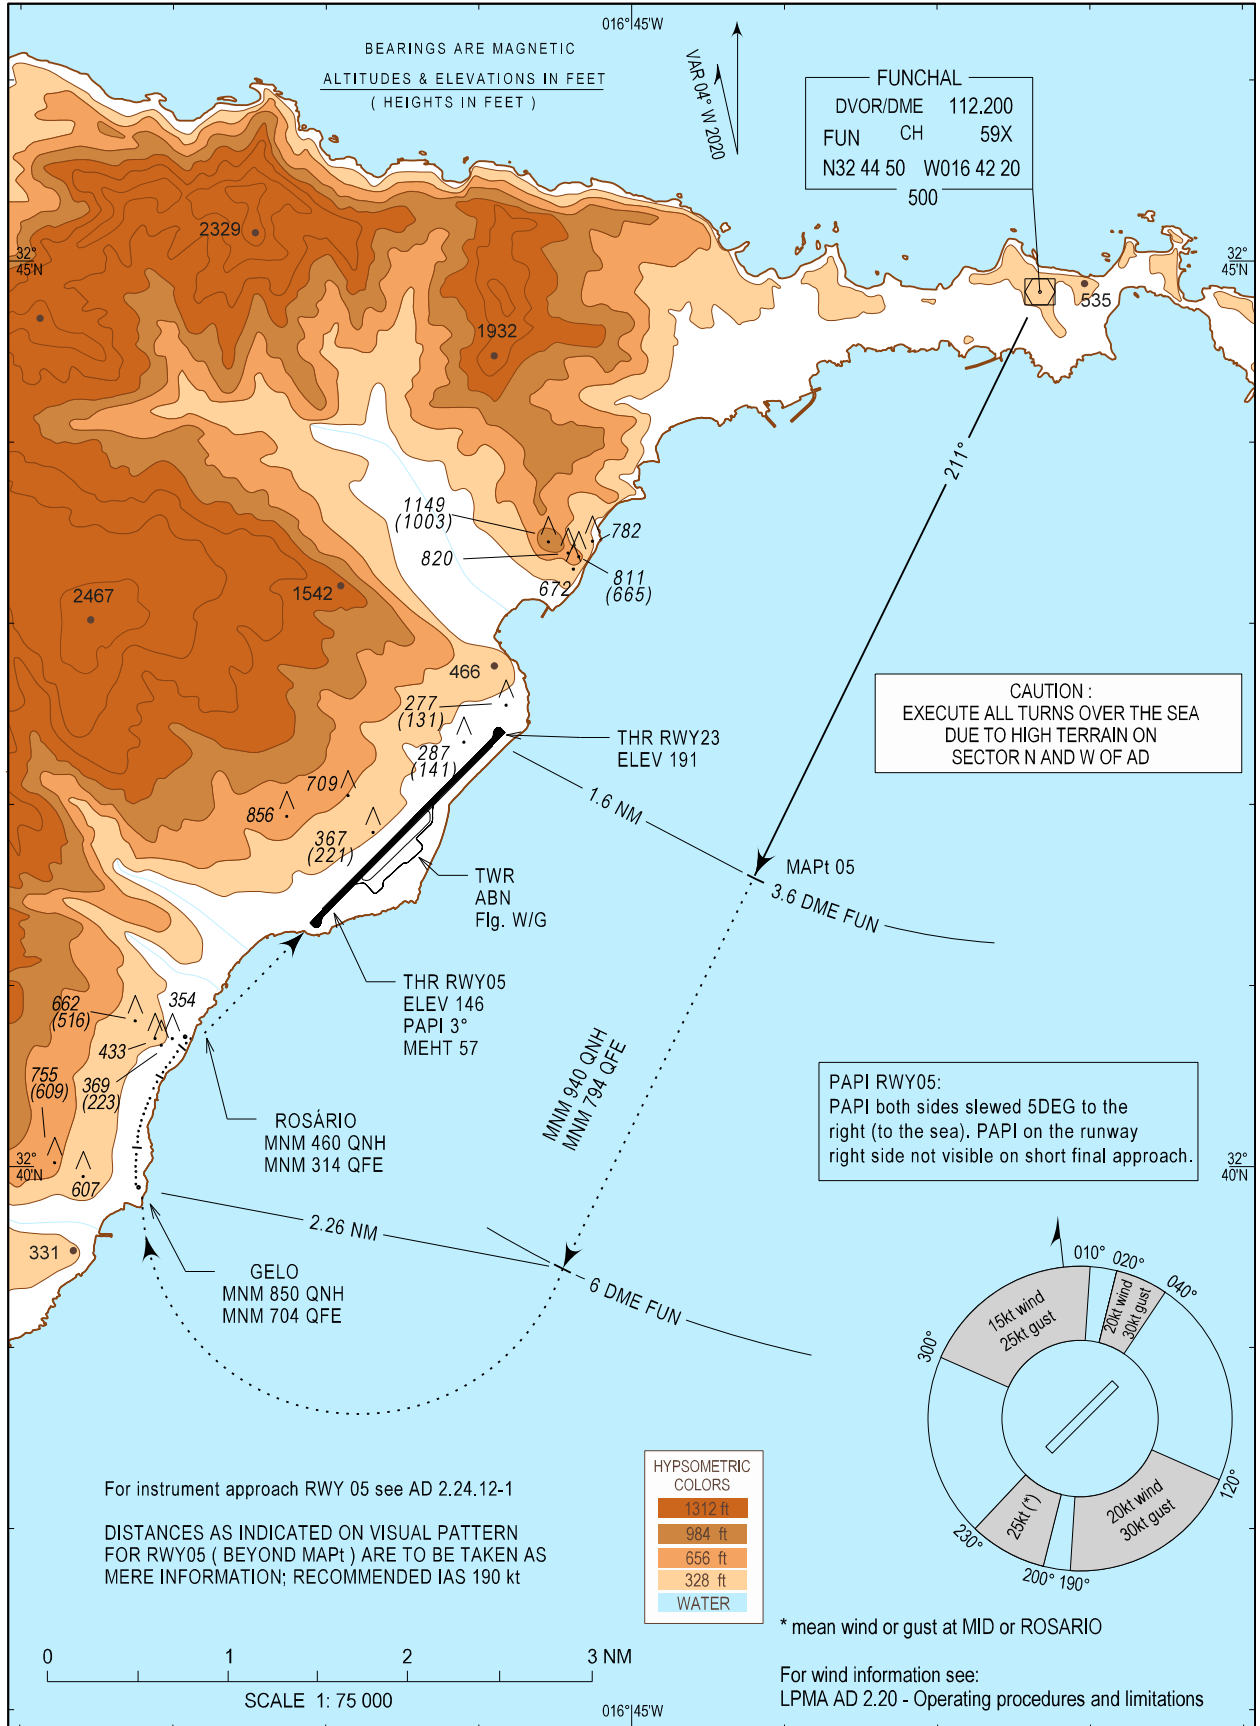 016°45'W
BEARINGS ARE MAGNETIC
ALTITUDES & ELEVATIONS IN FEET
( HEIGHTS IN FEET )
VAR 04° W 2020
FUNCHAL
DVOR/DME 112.200
FUN CH 59X
N32 44 50 W016 42 20
500
2329
32°
45'N
32°
45'N
535
1932
211°
1149
(1003)
782
820
811
(665)
672
2467
1542
466
277
(131)
287
(141)
THR RWY23
ELEV 191
CAUTION :
EXECUTE ALL TURNS OVER THE SEA
DUE TO HIGH TERRAIN ON
SECTOR N AND W OF AD
709
856
367
(221)
1.6 NM
MAPt 05
3.6 DME FUN
TWR
ABN
Flg. W/G
THR RWY05
ELEV 146
PAPI 3°
MEHT 57
662
(516)
354
433
369
(223)
755
(609)
607
ROSÁRIO
MNM 460 QNH
MNM 314 QFE
MNM 940 QNH
MNM 794 QFE
PAPI RWY05:
PAPI both sides slewed 5DEG to the
right (to the sea). PAPI on the runway
right side not visible on short final approach.
32°
40'N
32°
40'N
331
2.26 NM
GELO
MNM 850 QNH
MNM 704 QFE
6 DME FUN
010°
020°
040°
15kt wind
25kt gust
20kt wind
30kt gust
300°
120°
20kt wind
30kt gust
25kt (*)
230°
200°
190°
For instrument approach RWY 05 see AD 2.24.12-1
DISTANCES AS INDICATED ON VISUAL PATTERN
FOR RWY05 ( BEYOND MAPt ) ARE TO BE TAKEN AS
MERE INFORMATION; RECOMMENDED IAS 190 kt
HYPSOMETRIC
COLORS
1312 ft
984 ft
656 ft
328 ft
WATER
* mean wind or gust at MID or ROSARIO
For wind information see:
LPMA AD 2.20 - Operating procedures and limitations
0 1 2 3 NM
SCALE 1: 75 000
016°45'W